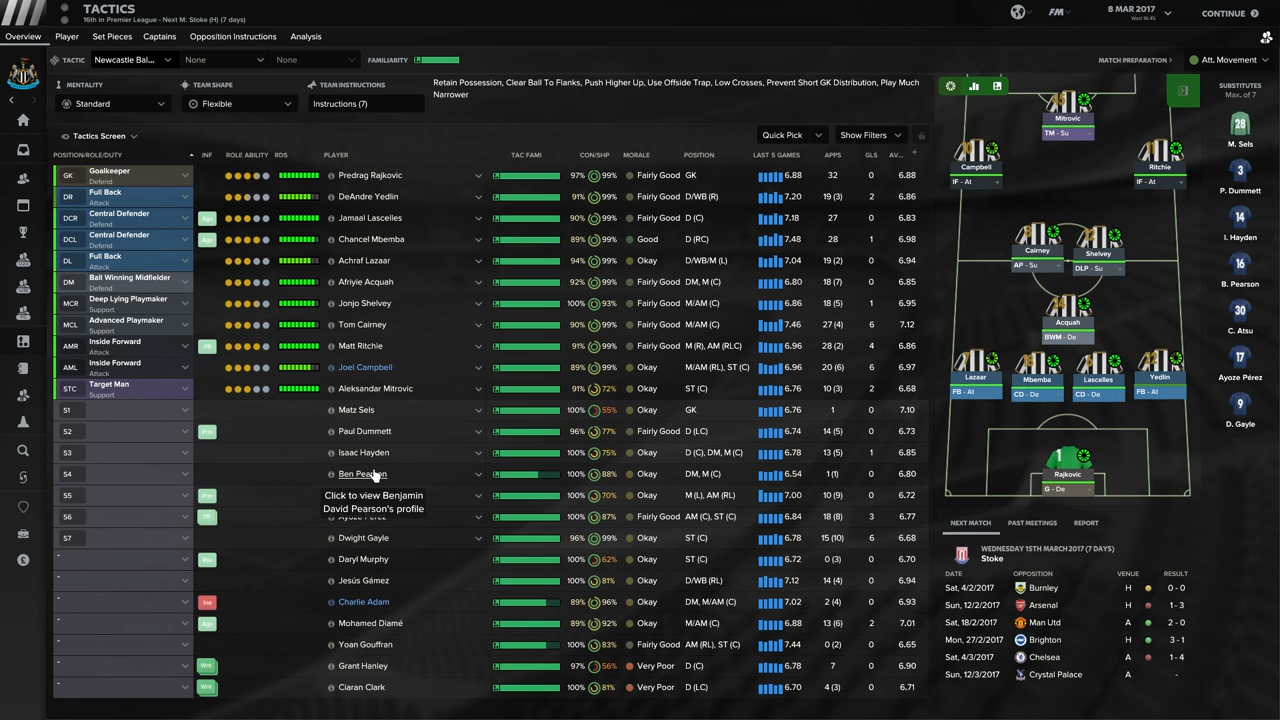 TACTICS
16th in Premier League - Next M: Stoke (H) (7 days)
FM
8 MAR 2017
Wed 16:45
CONTINUE
Overview Player Set Pieces Captains Opposition Instructions Analysis
TACTIC Newcastle Bal... None None FAMILIARITY
MATCH PREPARATION > Att. Movement
MENTALITY TEAM SHAPE TEAM INSTRUCTIONS
Standard Flexible Instructions (7)
Retain Possession, Clear Ball To Flanks, Push Higher Up, Use Offside Trap, Low Crosses, Prevent Short GK Distribution, Play Much
Narrower
Tactics Screen Quick Pick Show Filters
POSITION/ROLE/DUTY INF ROLE ABILITY RDS PLAYER TAC FAMI CON/SHP MORALE POSITION LAST 5 GAMES APPS GLS AV...
GK Goalkeeper Defend Predrag Rajkovic 97% 99% Fairly Good GK 6.88 32 0 6.88
DR Full Back Attack DeAndre Yedlin 91% 99% Fairly Good D/WB (R) 7.20 19 (3) 2 6.86
DCR Central Defender Defend Agn Jamaal Lascelles 90% 99% Fairly Good D (C) 7.18 27 0 6.83
DCL Central Defender Defend Agn Chancel Mbemba 89% 99% Good D (RC) 7.48 28 1 6.98
DL Full Back Attack Achraf Lazaar 94% 99% Okay D/WB/M (L) 7.04 19 (2) 0 6.94
DM Ball Winning Midfielder Defend Afriyie Acquah 92% 99% Fairly Good DM, M (C) 6.80 18 (7) 0 6.85
MCR Deep Lying Playmaker Support Jonjo Shelvey 100% 93% Fairly Good M/AM (C) 6.86 18 (5) 1 6.95
MCL Advanced Playmaker Support Tom Cairney 90% 99% Fairly Good M/AM (C) 7.46 27 (4) 6 7.12
AMR Inside Forward Attack PR Matt Ritchie 91% 99% Fairly Good M (R), AM (RLC) 6.96 28 (2) 4 6.86
AML Inside Forward Attack Joel Campbell 89% 99% Okay M/AM (RL), ST (C) 6.96 20 (6) 6 6.97
STC Target Man Support Aleksandar Mitrovic 91% 72% Okay ST (C) 6.76 10 (3) 2 6.68
S1 Matz Sels 100% 55% Okay GK 6.76 1 0 7.10
S2 Prm Paul Dummett 96% 77% Fairly Good D (LC) 6.74 14 (5) 0 6.73
S3 Isaac Hayden 100% 75% Okay D (C), DM, M (C) 6.78 13 (5) 1 6.85
S4 100% 88% Okay DM, M (C) 6.54 1 (1) 0 6.80
Click to view Benjamin
David Pearson's profile
S5 Prm 100% 70% Okay M (L), AM (RL) 7.00 10 (9) 0 6.72
S6 PR Ayoze Pérez 100% 87% Fairly Good AM (C), ST (C) 6.84 18 (8) 3 6.77
S7 Dwight Gayle 96% 99% Okay ST (C) 6.78 15 (10) 6 6.68
- Rsv Daryl Murphy 100% 62% Okay ST (C) 6.72 0 (3) 0 6.70
- Jesús Gámez 100% 81% Okay D/WB (RL) 7.12 14 (4) 0 6.94
- Ine Charlie Adam 89% 96% Okay DM, M/AM (C) 7.02 2 (4) 0 6.93
- Agn Mohamed Diamé 89% 92% Okay M/AM (C) 6.88 13 (6) 2 7.01
- Yoan Gouffran 100% 83% Fairly Good AM (RL), ST (C) 7.44 0 (2) 0 6.65
- Wnt Grant Hanley 97% 56% Very Poor D (C) 6.78 7 0 6.90
- Wnt Ciaran Clark 100% 81% Very Poor D (LC) 6.70 4 (3) 0 6.71
Mitrovic
TM - Su
Campbell Ritchie
IF - At IF - At
Cairney Shelvey
AP - Su DLP - Su
Acquah
BWM - De
Lazaar Mbemba Lascelles Yedlin
FB - At CD - De CD - De FB - At
1
Rajkovic
G - De
SUBSTITUTES
Max. of 7
28
M. Sels
3
P. Dummett
14
I. Hayden
16
B. Pearson
30
C. Atsu
17
Ayoze Pérez
9
D. Gayle
NEXT MATCH PAST MEETINGS REPORT
WEDNESDAY 15TH MARCH 2017 (7 DAYS)
Stoke
DATE OPPOSITION VENUE RESULT
Sat, 4/2/2017 Burnley H 0 - 0
Sun, 12/2/2017 Arsenal H 1 - 3
Sat, 18/2/2017 Man Utd A 2 - 0
Mon, 27/2/2017 Brighton H 3 - 1
Sat, 4/3/2017 Chelsea A 1 - 4
Sun, 12/3/2017 Crystal Palace A -